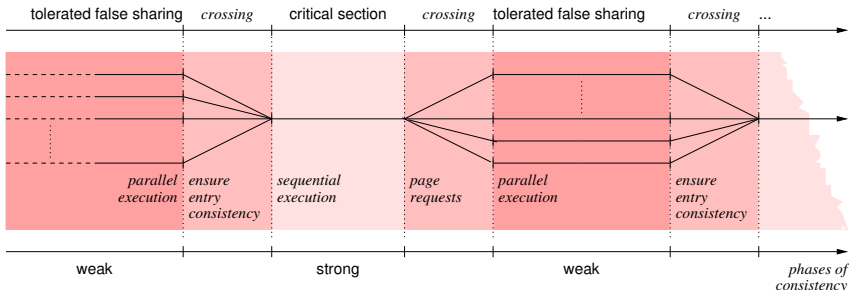 tolerated false sharing crossing critical section crossing tolerated false sharing crossing ...
parallel execution
ensure entry consistency
sequential execution
page requests
parallel execution
ensure entry consistency
weak strong weak
phases of consistency